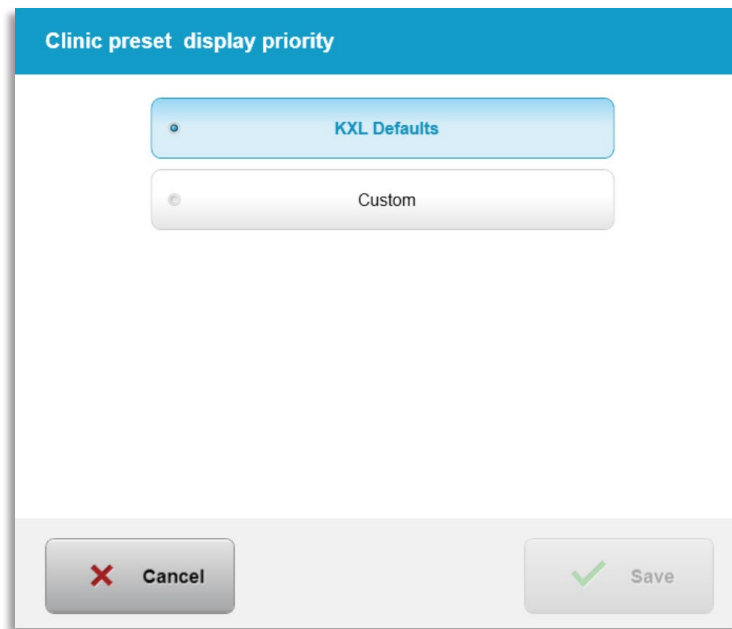 Clinic preset display priority
KXL Defaults
Custom
Cancel
Save